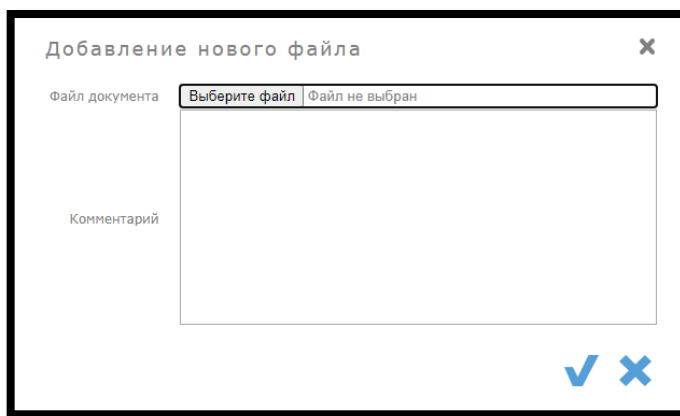 Добавление нового файла
Файл документа Выберите файл Файл не выбран
Комментарий